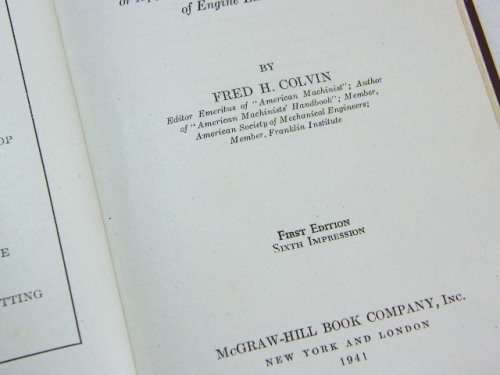 of Engine
BY
FRED H. COLVIN
Editor Emeritus of "American Machinist"; Author
of "American Machinists' Handbook"; Member,
American Society of Mechanical Engineers;
Member, Franklin Institute
FIRST EDITION
SIXTH IMPRESSION
McGRAW-HILL BOOK COMPANY, INC.
NEW YORK AND LONDON
1941
OP
E
TTING